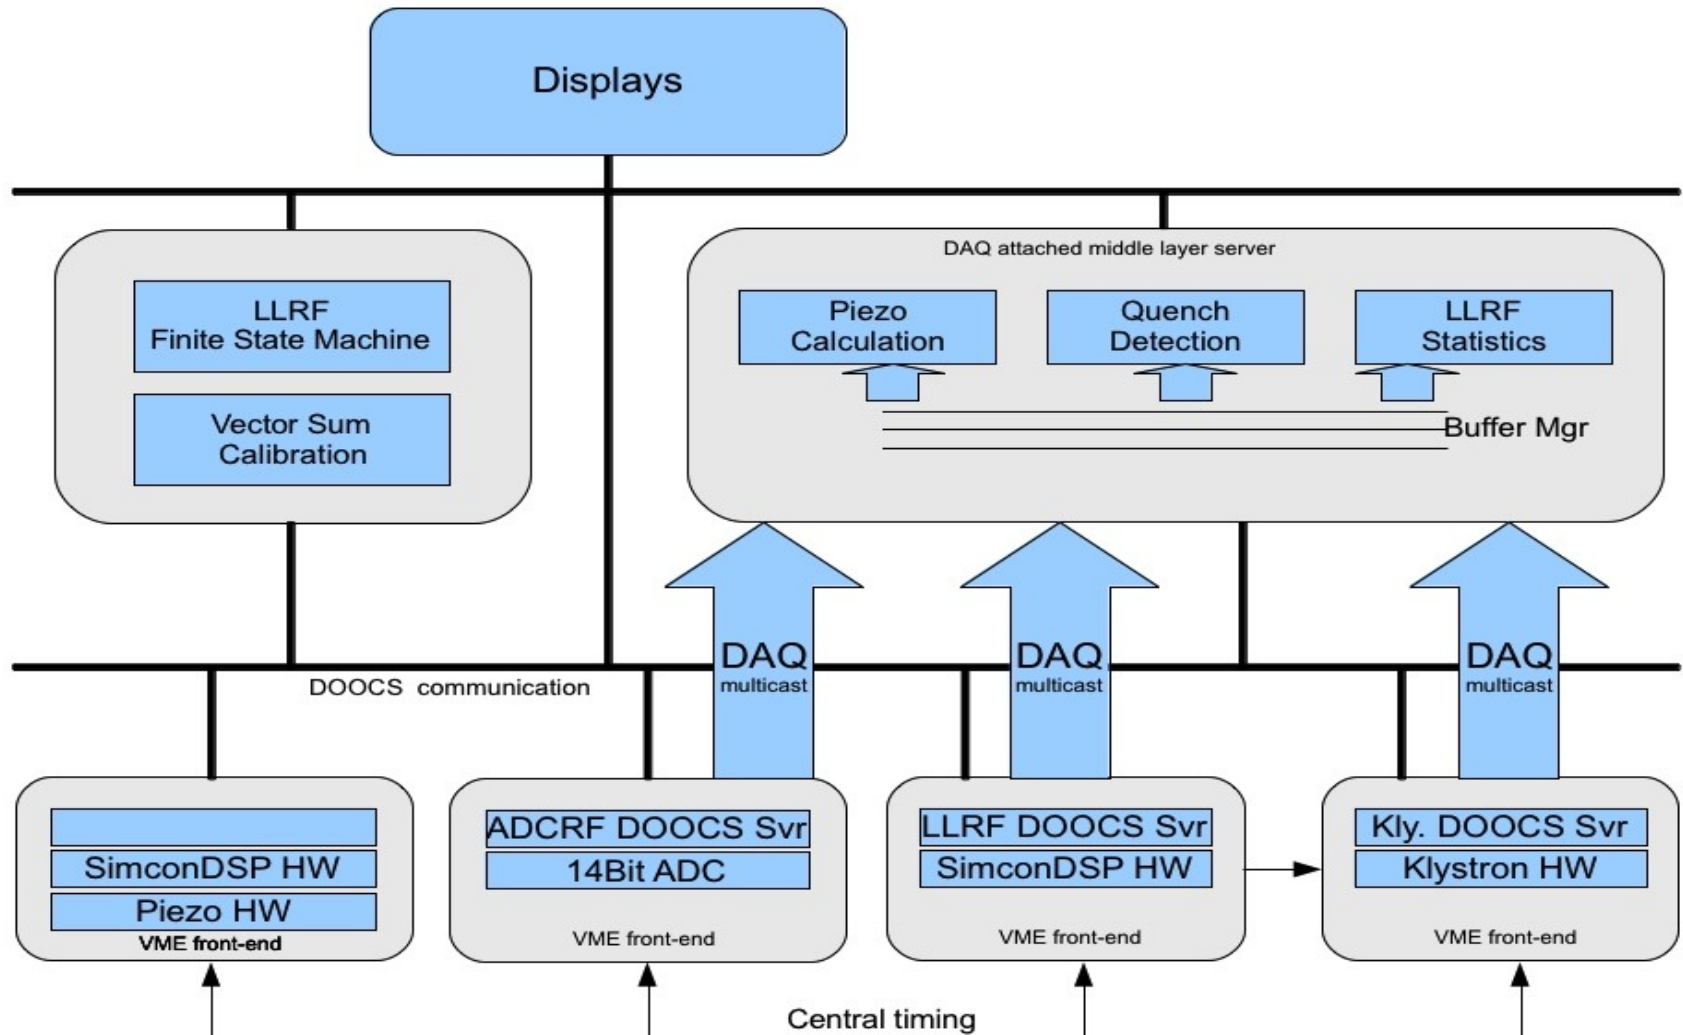 Displays
DAQ attached middle layer server
LLRF
Finite State Machine
Vector Sum
Calibration
Piezo
Calculation
Quench
Detection
LLRF
Statistics
Buffer Mgr
DAQ
multicast
DAQ
multicast
DAQ
multicast
DOOCS communication
SimconDSP HW
Piezo HW
VME front-end
ADCRF DOOCS Svr
14Bit ADC
VME front-end
LLRF DOOCS Svr
SimconDSP HW
VME front-end
Kly. DOOCS Svr
Klystron HW
VME front-end
Central timing